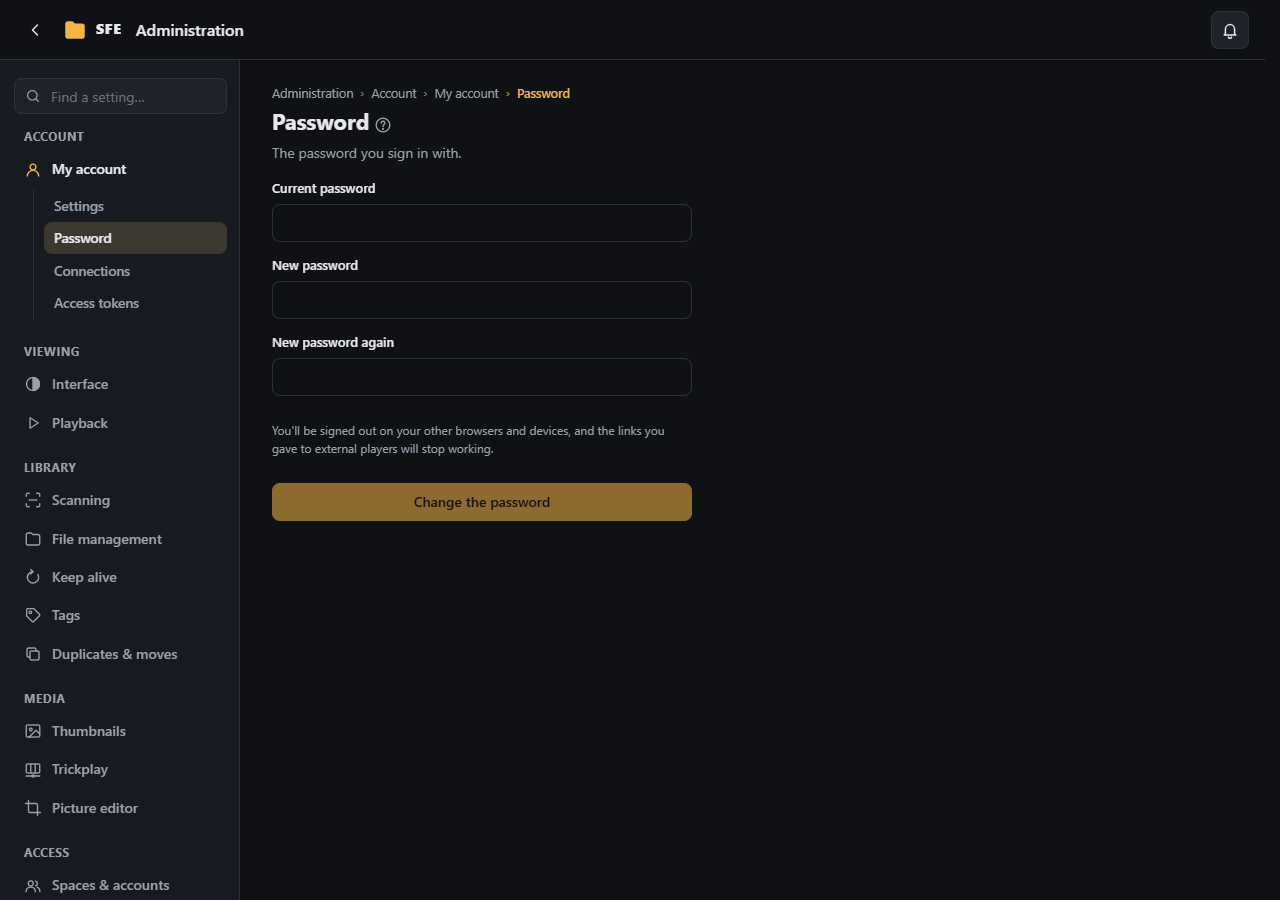 SFE Administration
Find a setting...
ACCOUNT
My account
Settings
Password
Connections
Access tokens
VIEWING
Interface
Playback
LIBRARY
Scanning
File management
Keep alive
Tags
Duplicates & moves
MEDIA
Thumbnails
Trickplay
Picture editor
ACCESS
Spaces & accounts
Administration › Account › My account › Password
Password ?
The password you sign in with.
Current password
New password
New password again
You'll be signed out on your other browsers and devices, and the links you
gave to external players will stop working.
Change the password